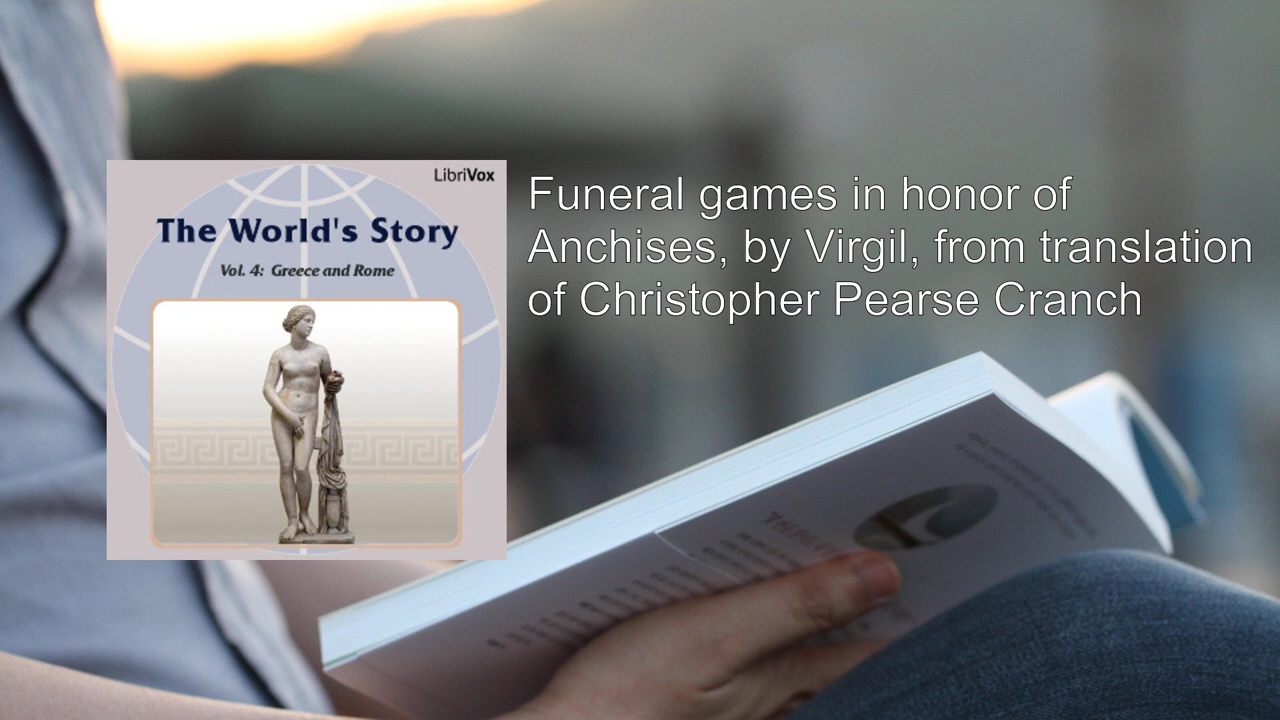 LibriVox
The World's Story
Vol. 4: Greece and Rome
Funeral games in honor of
Anchises, by Virgil, from translation
of Christopher Pearse Cranch